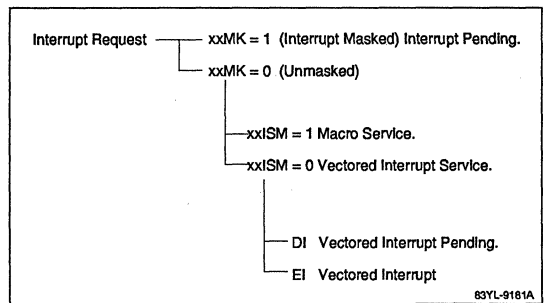 Interrupt Request xxMK = 1 (Interrupt Masked) Interrupt Pending.
xxMK = 0 (Unmasked)
xxISM = 1 Macro Service.
xxISM = 0 Vectored Interrupt Service.
DI Vectored Interrupt Pending.
EI Vectored Interrupt
83YL-9181A